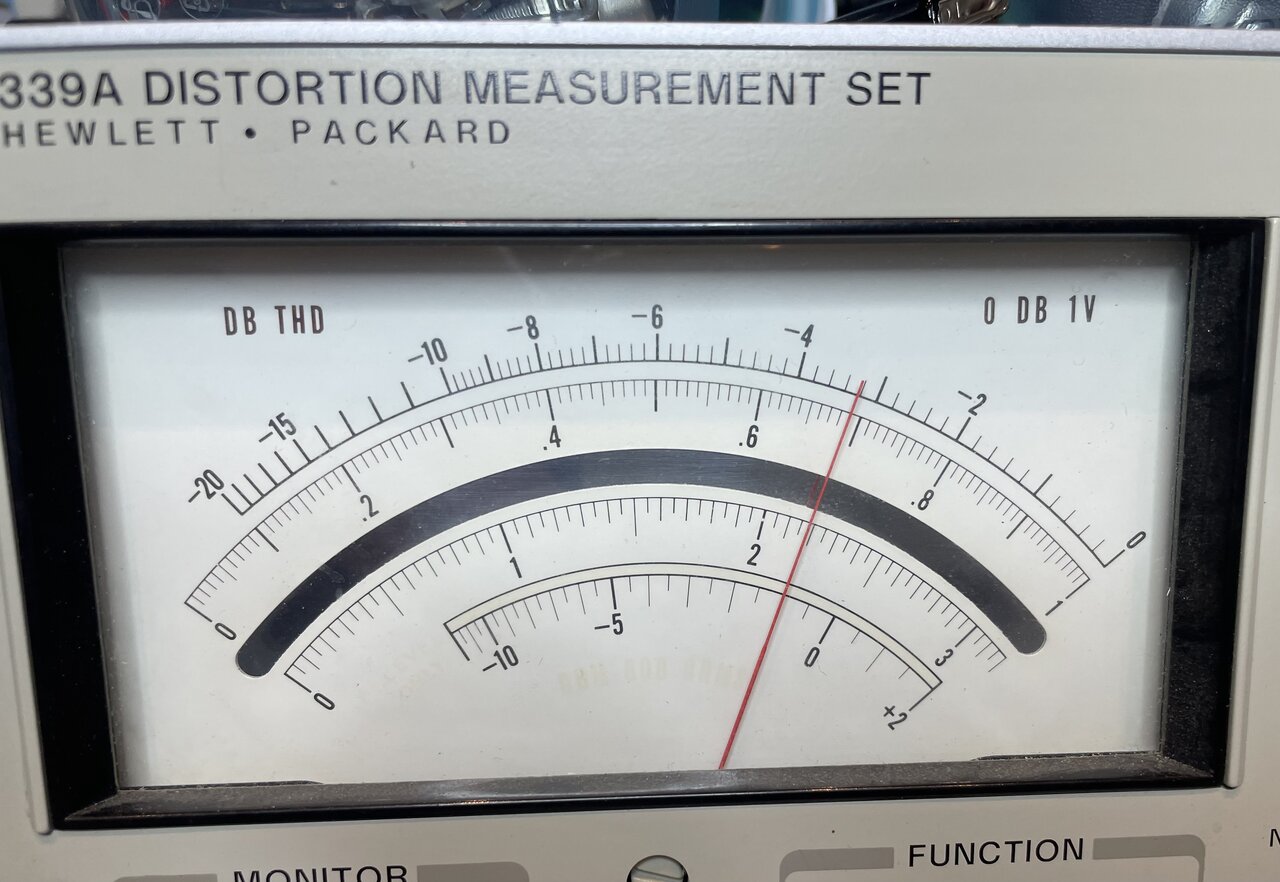 339A DISTORTION MEASUREMENT SET
HEWLETT • PACKARD
DB THD
0 DB 1V
-20 -15 -10 -8 -6 -4 -2 0
0 .2 .4 .6 .8 1
0 1 2 3
-10 -5 0 +2
MONITOR
FUNCTION